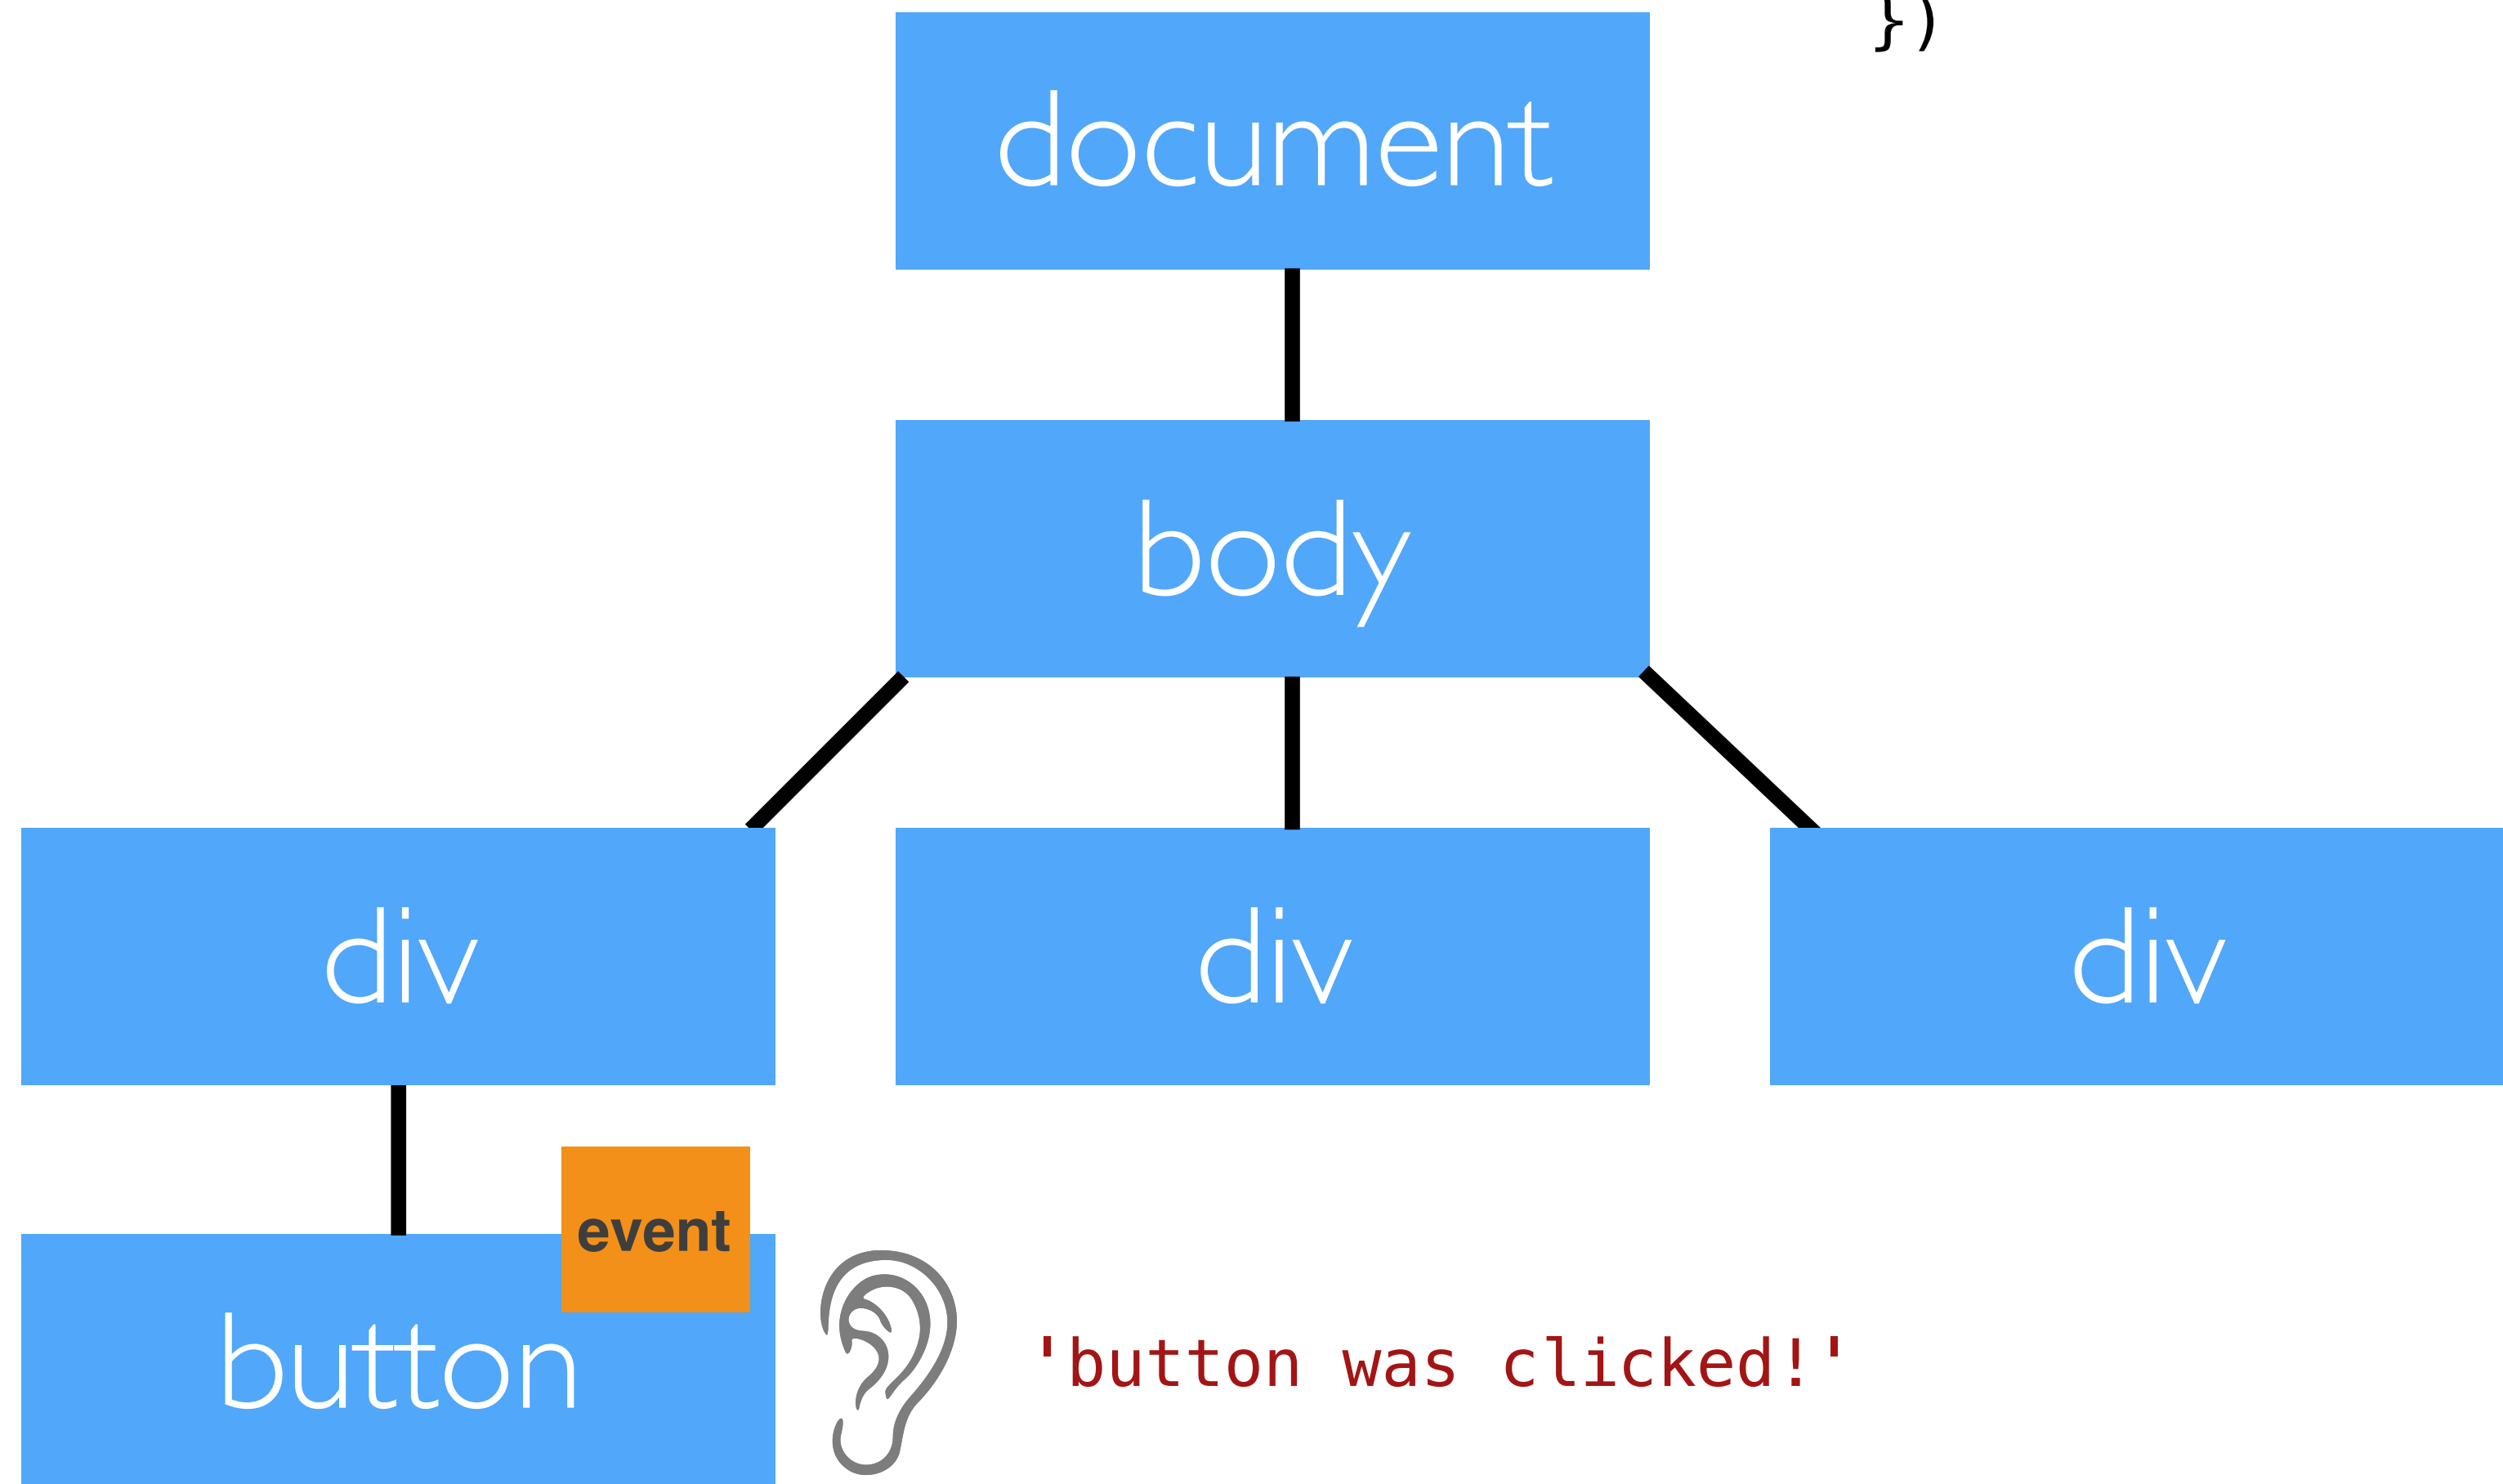 })
document
body
div div div
event
button
'button was clicked!'